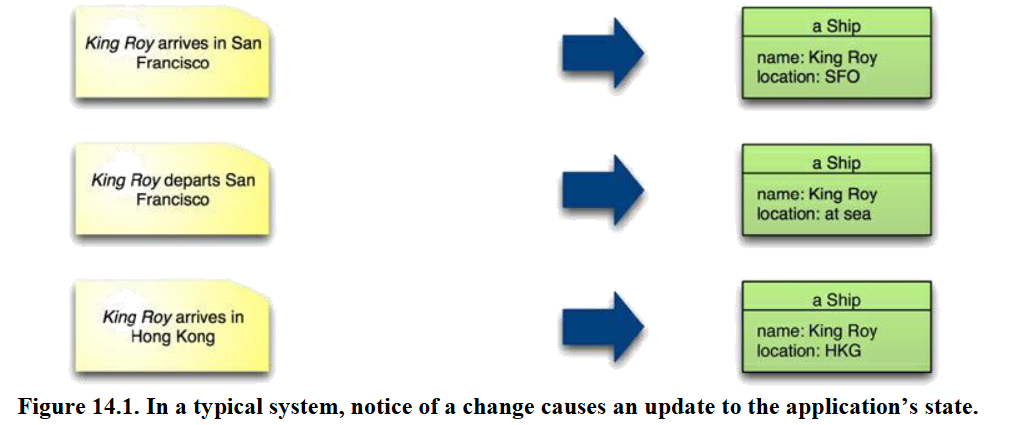 King Roy arrives in San
Francisco
a Ship
name: King Roy
location: SFO
King Roy departs San
Francisco
a Ship
name: King Roy
location: at sea
King Roy arrives in
Hong Kong
a Ship
name: King Roy
location: HKG
Figure 14.1. In a typical system, notice of a change causes an update to the application’s state.